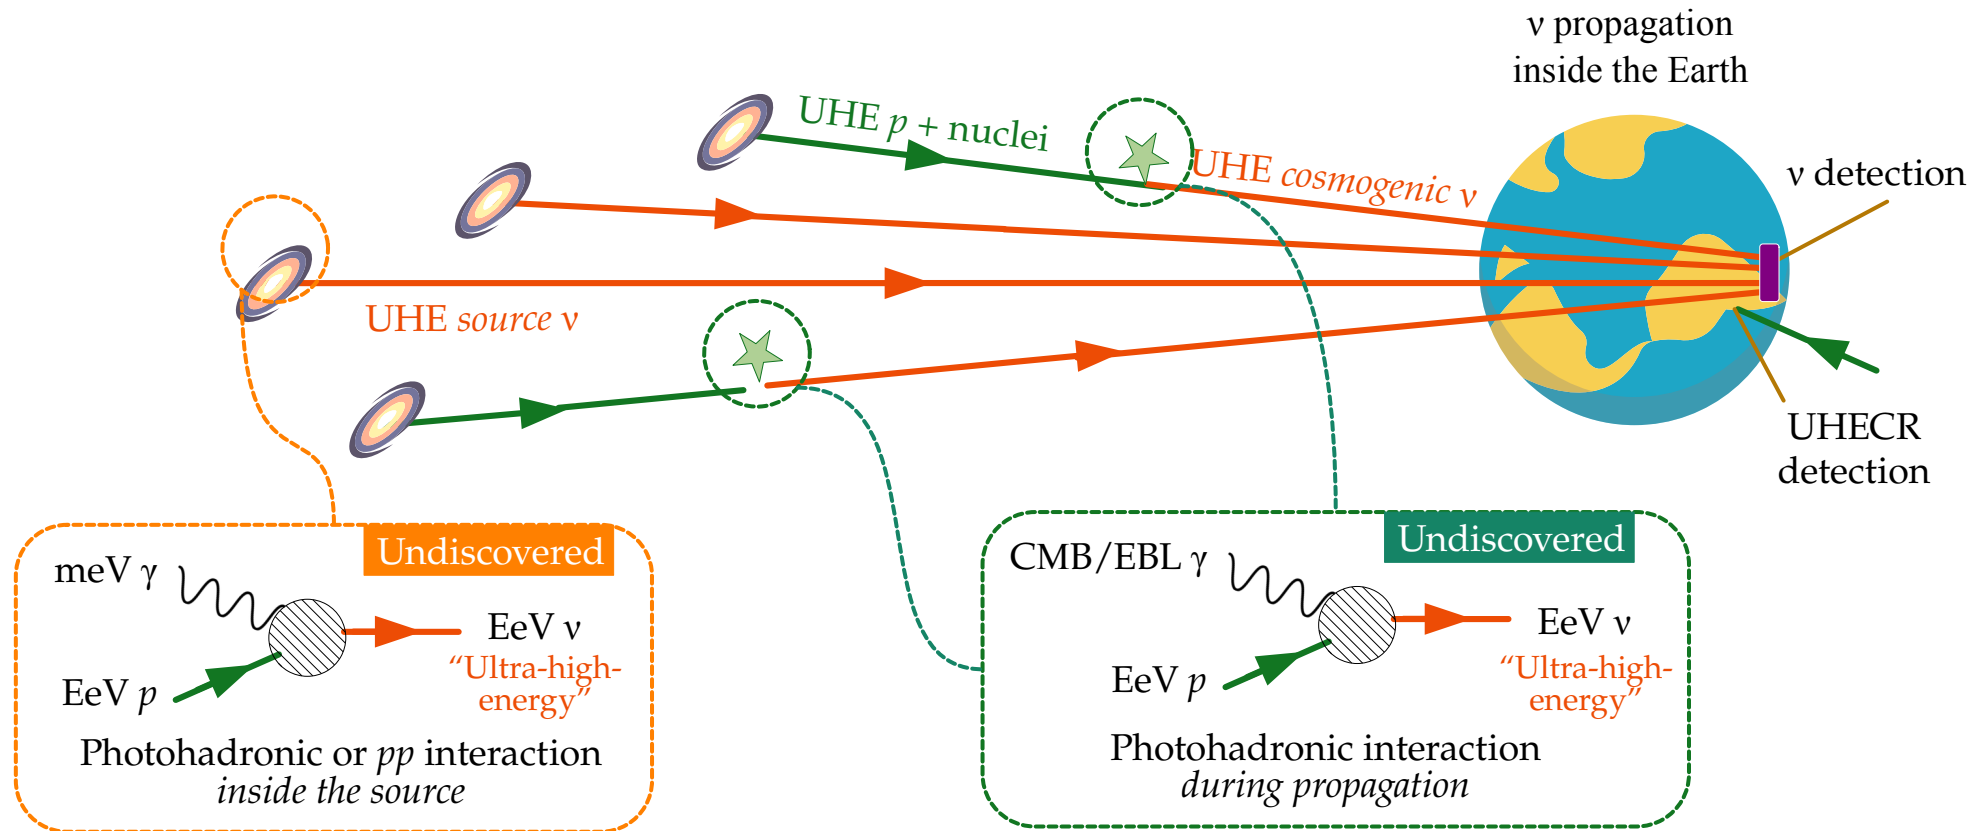 ν propagation
inside the Earth
UHE p + nuclei
UHE cosmogenic ν
ν detection
UHE source ν
UHECR
detection
Undiscovered
meV γ
EeV ν
“Ultra-high-
energy”
EeV p
Photohadronic or pp interaction
inside the source
Undiscovered
CMB/EBL γ
EeV ν
“Ultra-high-
energy”
EeV p
Photohadronic interaction
during propagation